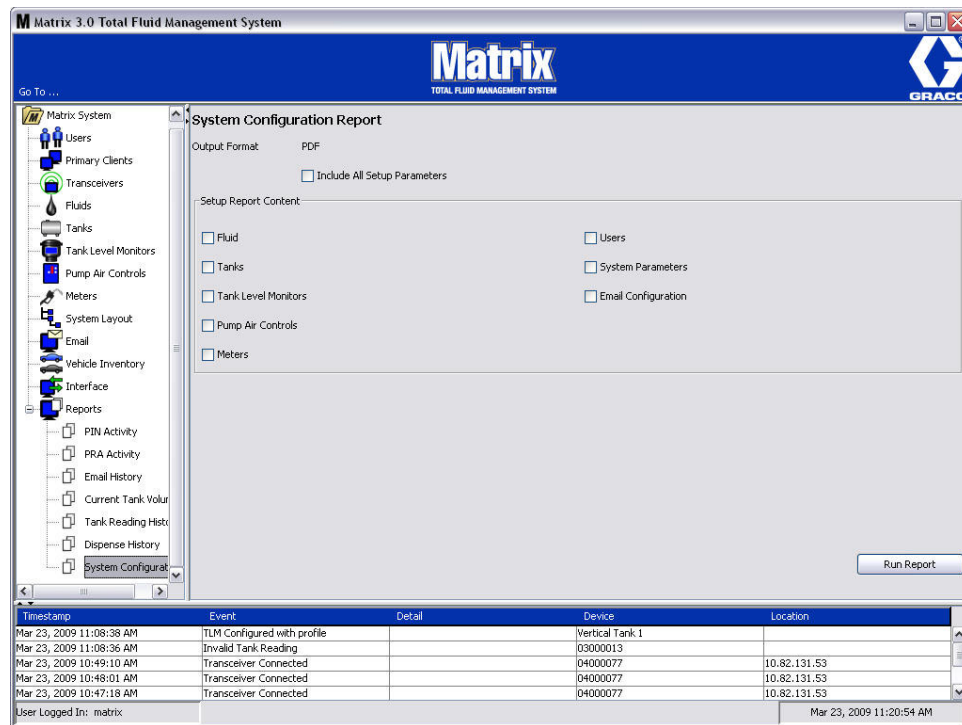 M Matrix 3.0 Total Fluid Management System
Matrix
TOTAL FLUID MANAGEMENT SYSTEM
Go To ...
GRACO
Matrix System
Users
Primary Clients
Transceivers
Fluids
Tanks
Tank Level Monitors
Pump Air Controls
Meters
System Layout
Email
Vehicle Inventory
Interface
Reports
PIN Activity
PRA Activity
Email History
Current Tank Volur
Tank Reading Histo
Dispense History
System Configurat
System Configuration Report
Output Format PDF
Include All Setup Parameters
Setup Report Content
Fluid Users
Tanks System Parameters
Tank Level Monitors Email Configuration
Pump Air Controls
Meters
Run Report
Timestamp Event Detail Device Location
Mar 23, 2009 11:08:38 AM TLM Configured with profile Vertical Tank 1
Mar 23, 2009 11:08:36 AM Invalid Tank Reading 03000013
Mar 23, 2009 10:49:10 AM Transceiver Connected 04000077 10.82.131.53
Mar 23, 2009 10:48:01 AM Transceiver Connected 04000077 10.82.131.53
Mar 23, 2009 10:47:18 AM Transceiver Connected 04000077 10.82.131.53
User Logged In: matrix Mar 23, 2009 11:20:54 AM